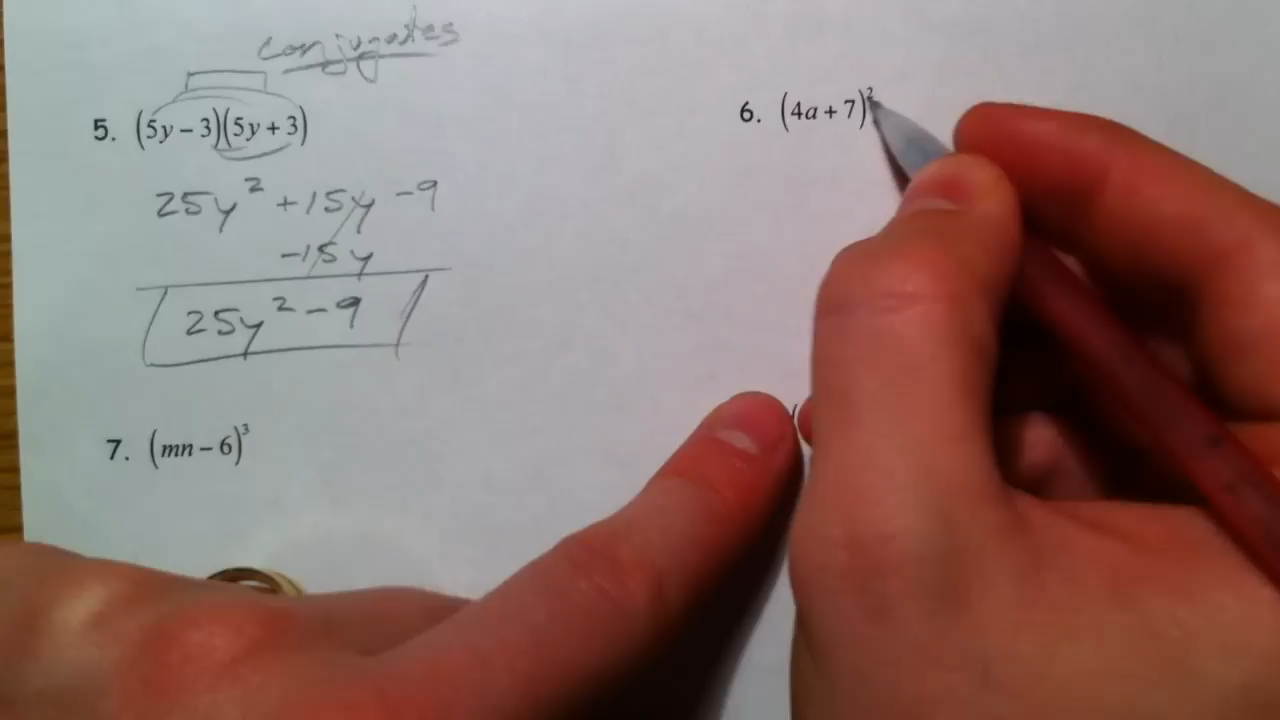 conjugates
5. (5y – 3)(5y + 3)
25y² +15y -9
-15y
25y² - 9
6. (4a + 7)²
7. (mn – 6)³